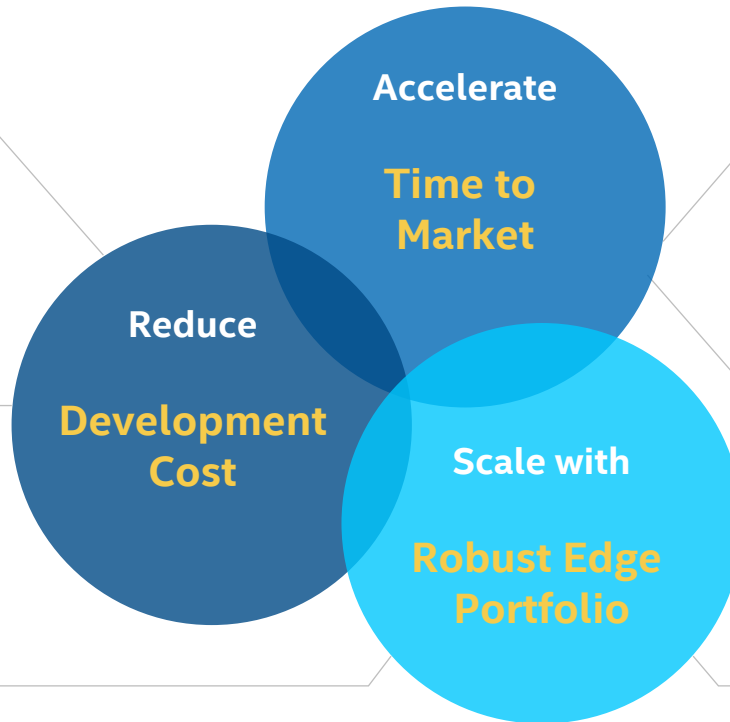 Accelerate
Time to
Market
Reduce
Development
Cost
Scale with
Robust Edge
Portfolio